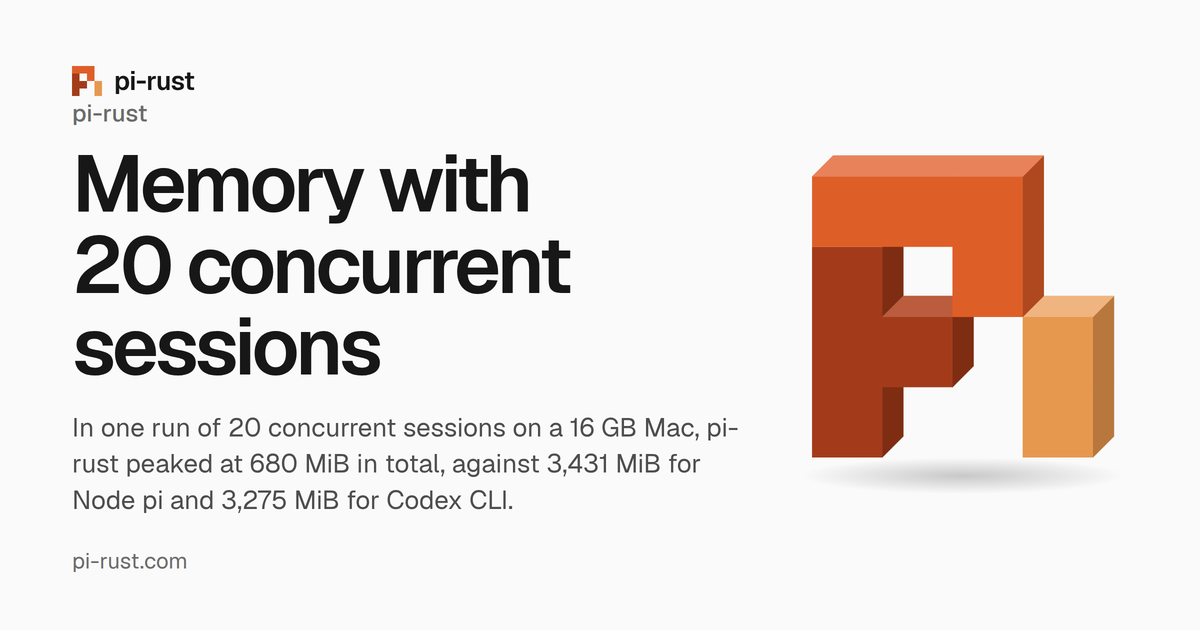 pi-rust
pi-rust
Memory with
20 concurrent
sessions
In one run of 20 concurrent sessions on a 16 GB Mac, pi-
rust peaked at 680 MiB in total, against 3,431 MiB for
Node pi and 3,275 MiB for Codex CLI.
pi-rust.com